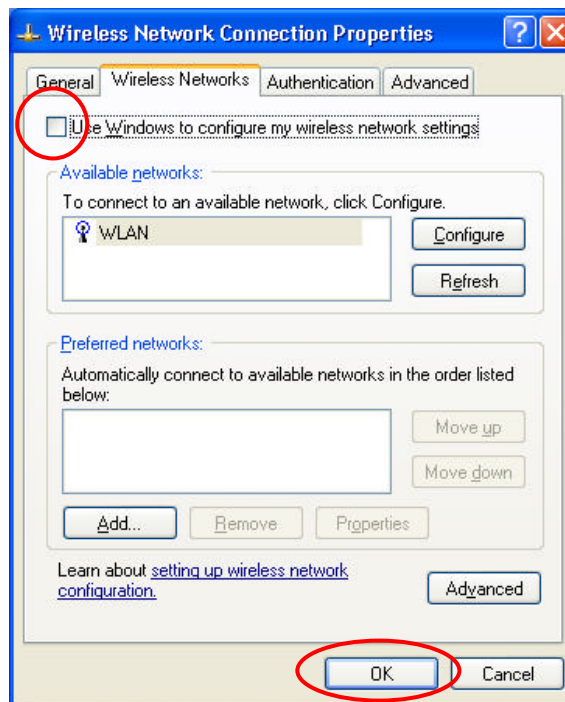 Wireless Network Connection Properties
General Wireless Networks Authentication Advanced
Use Windows to configure my wireless network settings
Available networks:
To connect to an available network, click Configure.
WLAN
Configure
Refresh
Preferred networks:
Automatically connect to available networks in the order listed
below:
Move up
Move down
Add... Remove Properties
Learn about setting up wireless network
configuration.
Advanced
OK Cancel